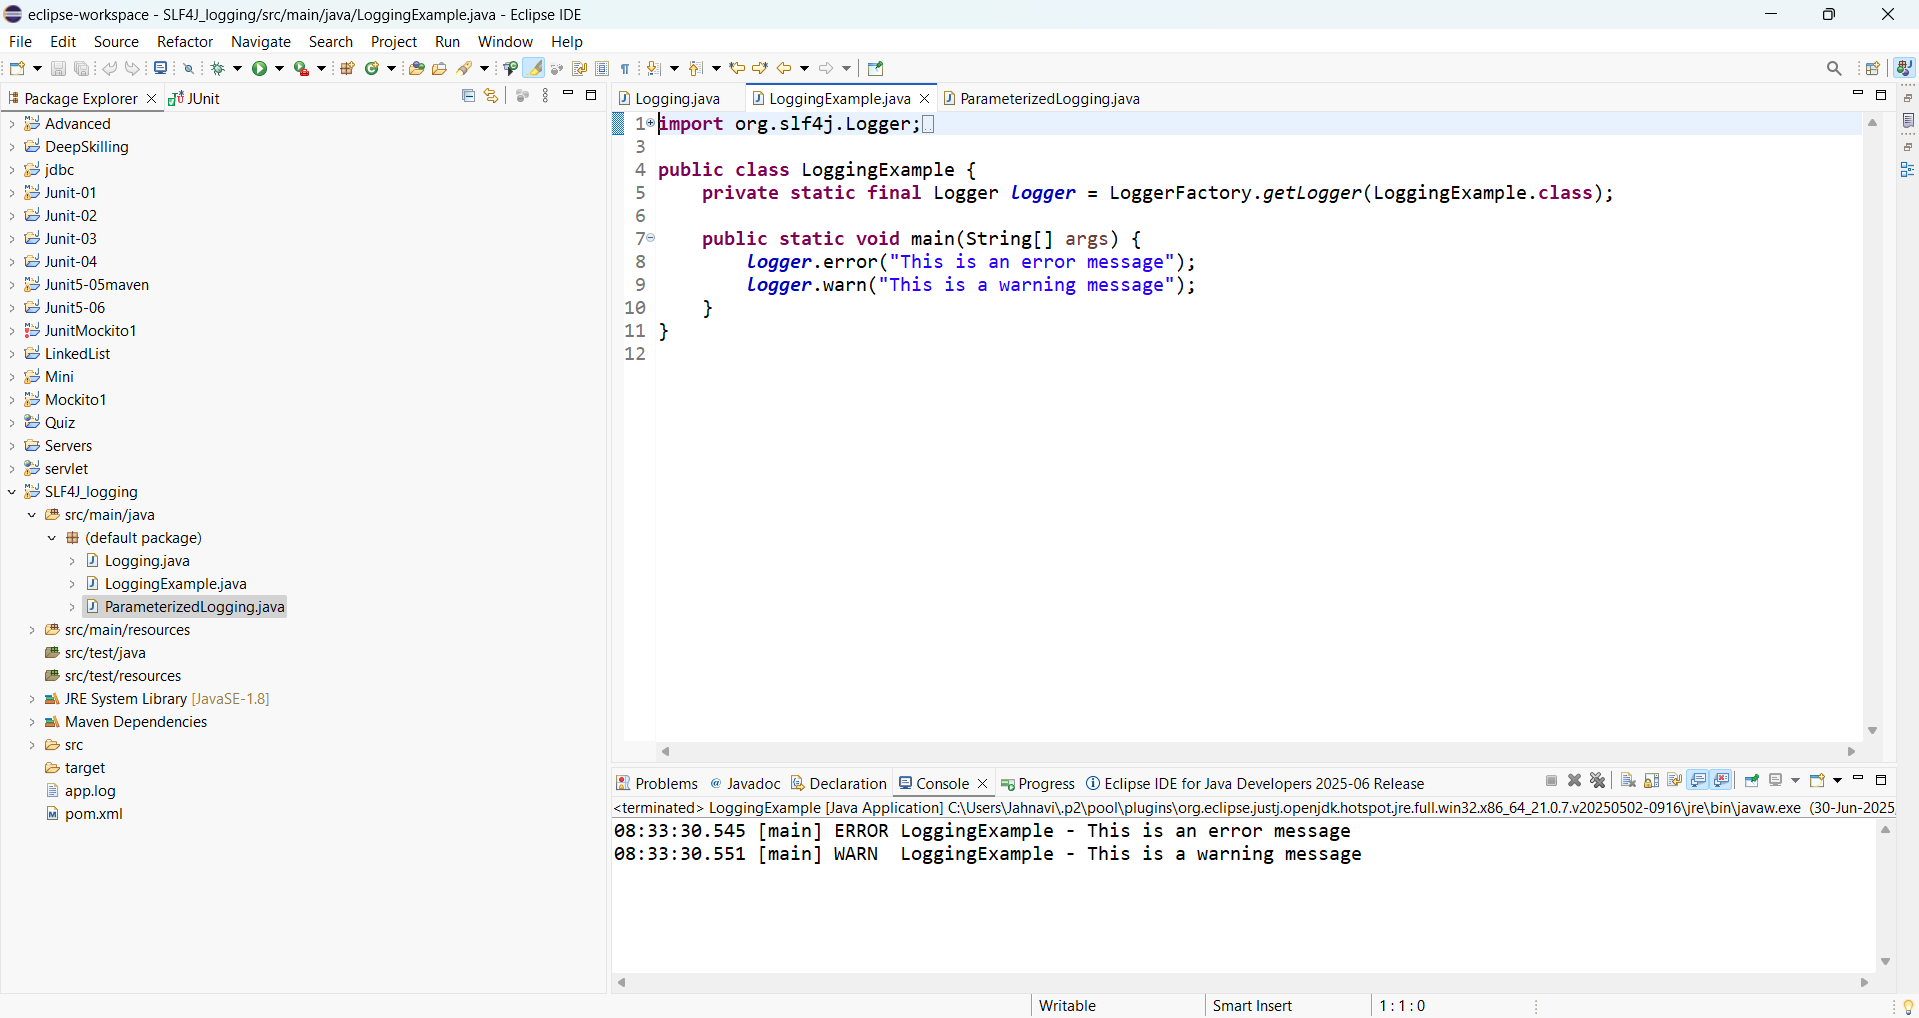 eclipse-workspace - SLF4J_logging/src/main/java/LoggingExample.java - Eclipse IDE
File Edit Source Refactor Navigate Search Project Run Window Help
Package Explorer JUnit
Advanced
DeepSkilling
jdbc
Junit-01
Junit-02
Junit-03
Junit-04
Junit5-05maven
Junit5-06
JunitMockito1
LinkedList
Mini
Mockito1
Quiz
Servers
servlet
SLF4J_logging
src/main/java
(default package)
Logging.java
LoggingExample.java
ParameterizedLogging.java
src/main/resources
src/test/java
src/test/resources
JRE System Library [JavaSE-1.8]
Maven Dependencies
src
target
app.log
pom.xml
Logging.java LoggingExample.java ParameterizedLogging.java
1 import org.slf4j.Logger;
3
4 public class LoggingExample {
5 private static final Logger logger = LoggerFactory.getLogger(LoggingExample.class);
6
7 public static void main(String[] args) {
8 logger.error("This is an error message");
9 logger.warn("This is a warning message");
10 }
11 }
12
Problems Javadoc Declaration Console Progress Eclipse IDE for Java Developers 2025-06 Release
<terminated> LoggingExample [Java Application] C:\Users\Jahnavi\.p2\pool\plugins\org.eclipse.justj.openjdk.hotspot.jre.full.win32.x86_64_21.0.7.v20250502-0916\jre\bin\javaw.exe (30-Jun-2025,
08:33:30.545 [main] ERROR LoggingExample - This is an error message
08:33:30.551 [main] WARN  LoggingExample - This is a warning message
Writable Smart Insert 1 : 1 : 0